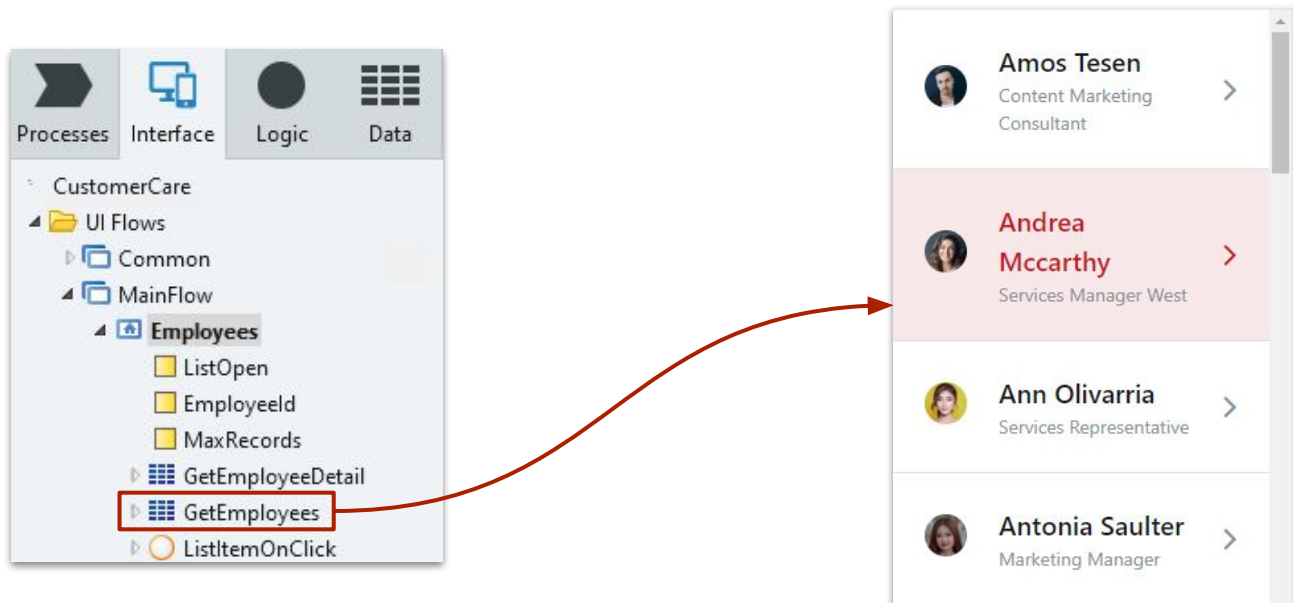 Processes Interface Logic Data
CustomerCare
UI Flows
Common
MainFlow
Employees
ListOpen
EmployeeId
MaxRecords
GetEmployeeDetail
GetEmployees
ListItemOnClick
Amos Tesen
Content Marketing
Consultant
Andrea
Mccarthy
Services Manager West
Ann Olivarria
Services Representative
Antonia Saulter
Marketing Manager